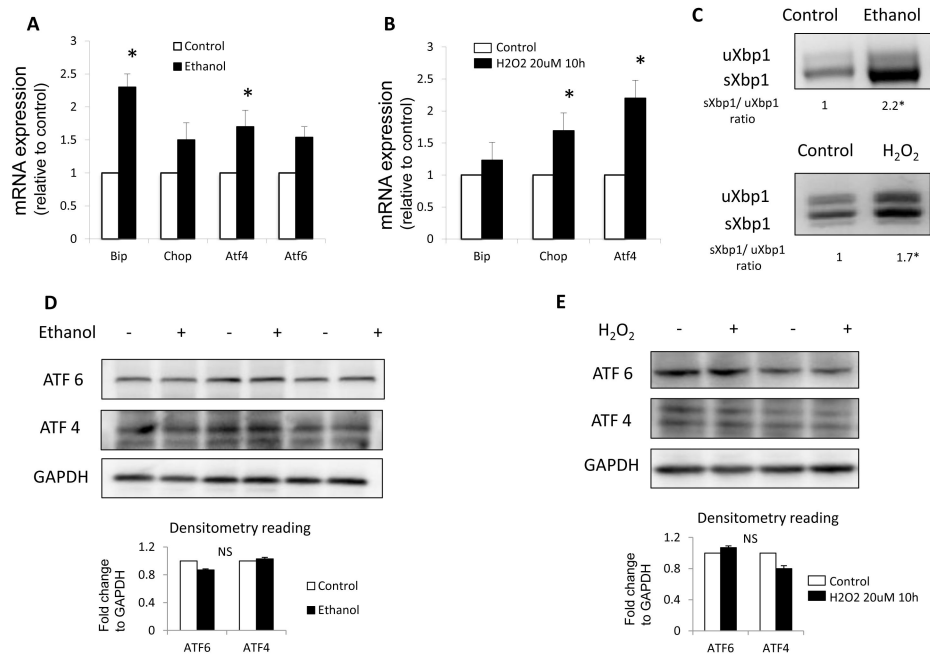 A
mRNA expression
(relative to control)
3
2.5
2
1.5
1
0.5
0
*
*
Control
Ethanol
Bip Chop Atf4 Atf6
B
mRNA expression
(relative to control)
3
2.5
2
1.5
1
0.5
0
Control
H2O2 20uM 10h
*
*
Bip Chop Atf4
C
Control Ethanol
uXbp1
sXbp1
sXbp1/ uXbp1 1 2.2*
ratio
Control H₂O₂
uXbp1
sXbp1
sXbp1/ uXbp1 1 1.7*
ratio
D
Ethanol - + - + - +
ATF 6
ATF 4
GAPDH
Densitometry reading
Fold change
to GAPDH
1.2
0.8
0.4
0
NS
Control
Ethanol
ATF6 ATF4
E
H₂O₂ - + - +
ATF 6
ATF 4
GAPDH
Densitometry reading
Fold change
to GAPDH
1.2
0.8
0.4
0
NS
Control
H2O2 20uM 10h
ATF6 ATF4